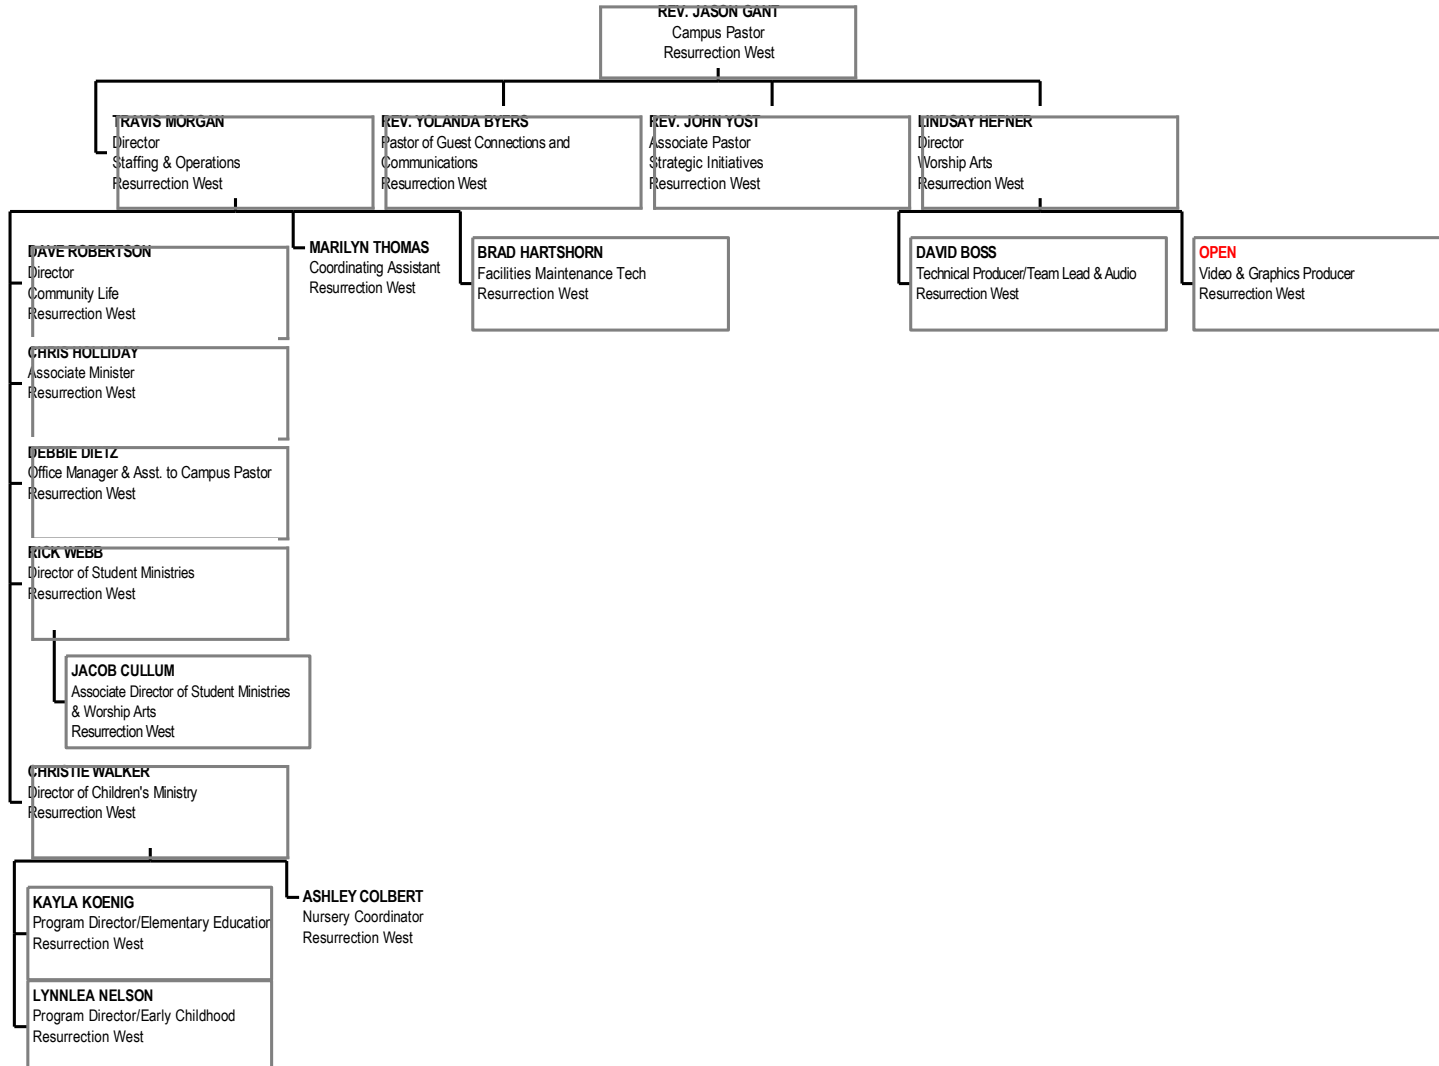 REV. JASON GANT
Campus Pastor
Resurrection West
TRAVIS MORGAN
Director
Staffing & Operations
Resurrection West
REV. YOLANDA BYERS
Pastor of Guest Connections and
Communications
Resurrection West
REV. JOHN YOST
Associate Pastor
Strategic Initiatives
Resurrection West
LINDSAY HEFNER
Director
Worship Arts
Resurrection West
DAVE ROBERTSON
Director
Community Life
Resurrection West
MARILYN THOMAS
Coordinating Assistant
Resurrection West
BRAD HARTSHORN
Facilities Maintenance Tech
Resurrection West
DAVID BOSS
Technical Producer/Team Lead & Audio
Resurrection West
OPEN
Video & Graphics Producer
Resurrection West
CHRIS HOLLIDAY
Associate Minister
Resurrection West
DEBBIE DIETZ
Office Manager & Asst. to Campus Pastor
Resurrection West
RICK WEBB
Director of Student Ministries
Resurrection West
JACOB CULLUM
Associate Director of Student Ministries
& Worship Arts
Resurrection West
CHRISTIE WALKER
Director of Children's Ministry
Resurrection West
KAYLA KOENIG
Program Director/Elementary Education
Resurrection West
ASHLEY COLBERT
Nursery Coordinator
Resurrection West
LYNNLEA NELSON
Program Director/Early Childhood
Resurrection West